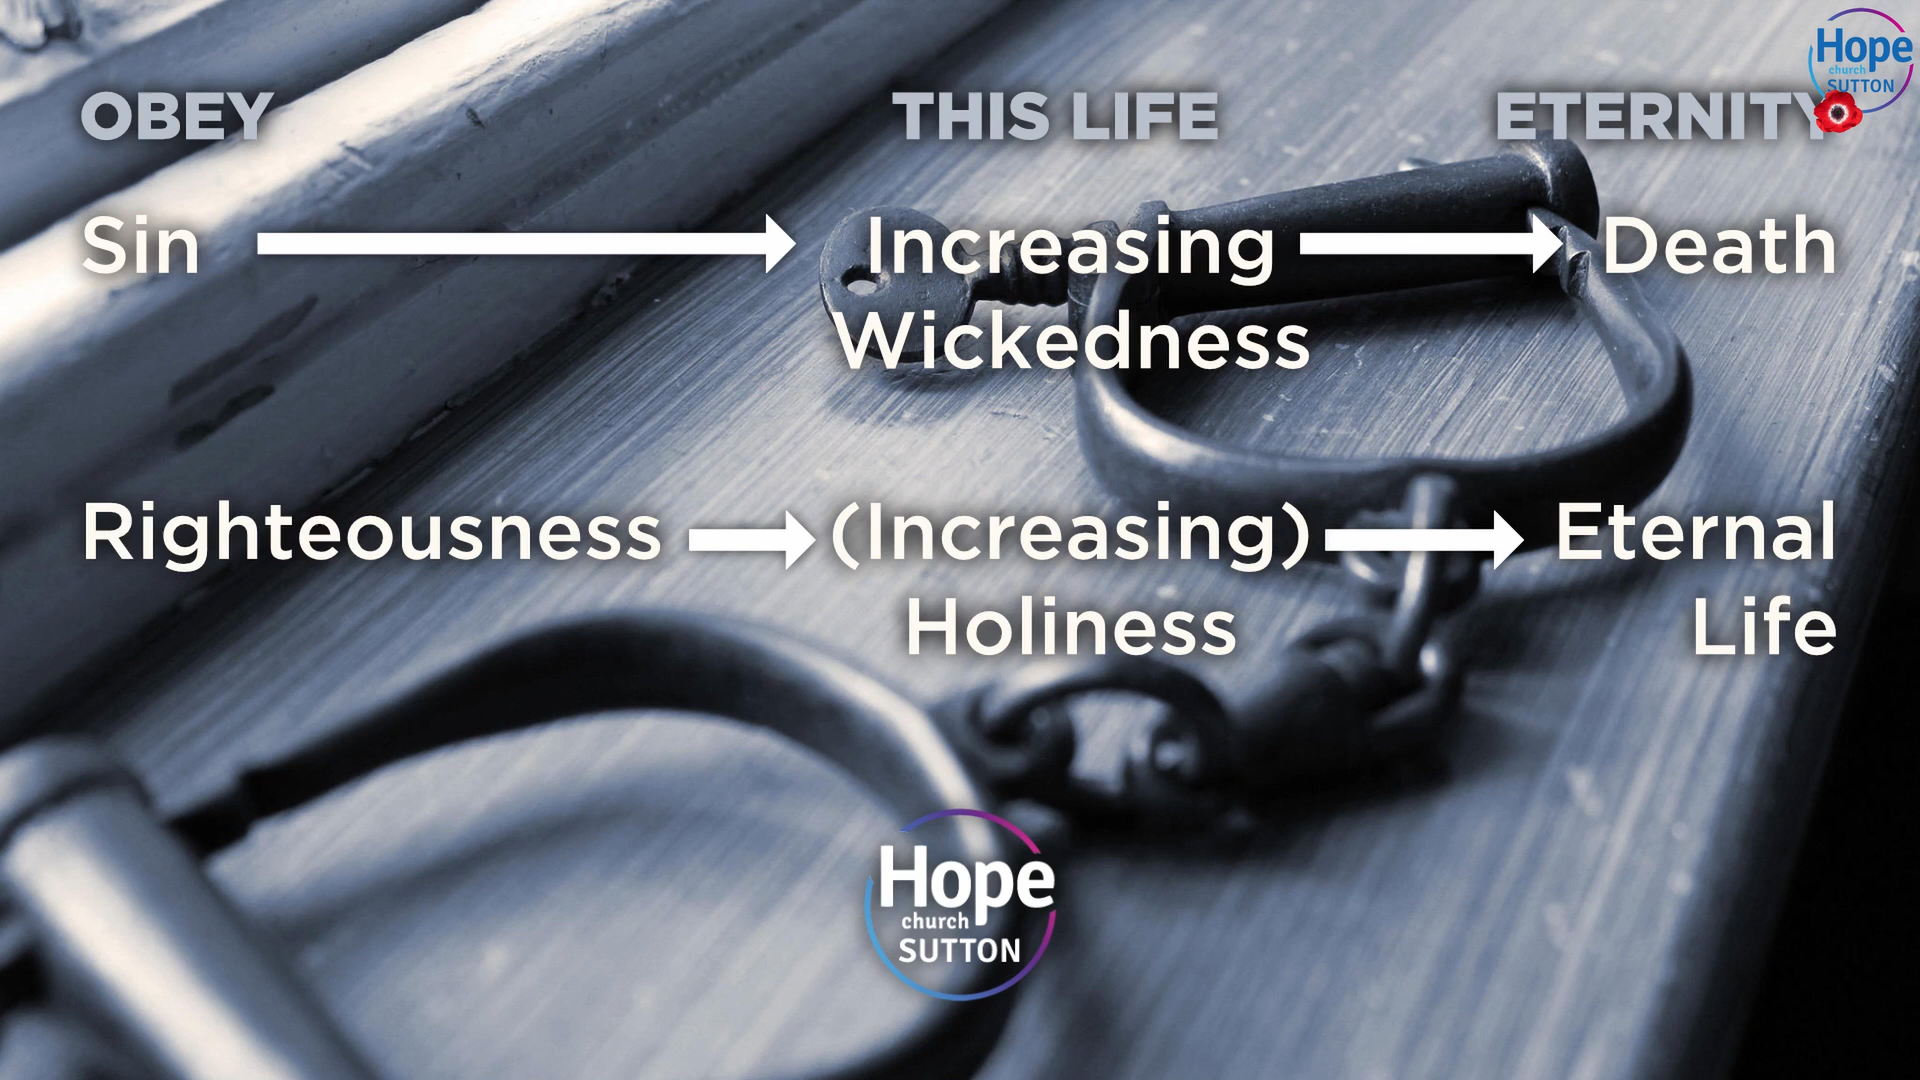 Hope
church
SUTTON
OBEY THIS LIFE ETERNITY
Sin Increasing Death
Wickedness
Righteousness (Increasing) Eternal
Holiness Life
Hope
church
SUTTON